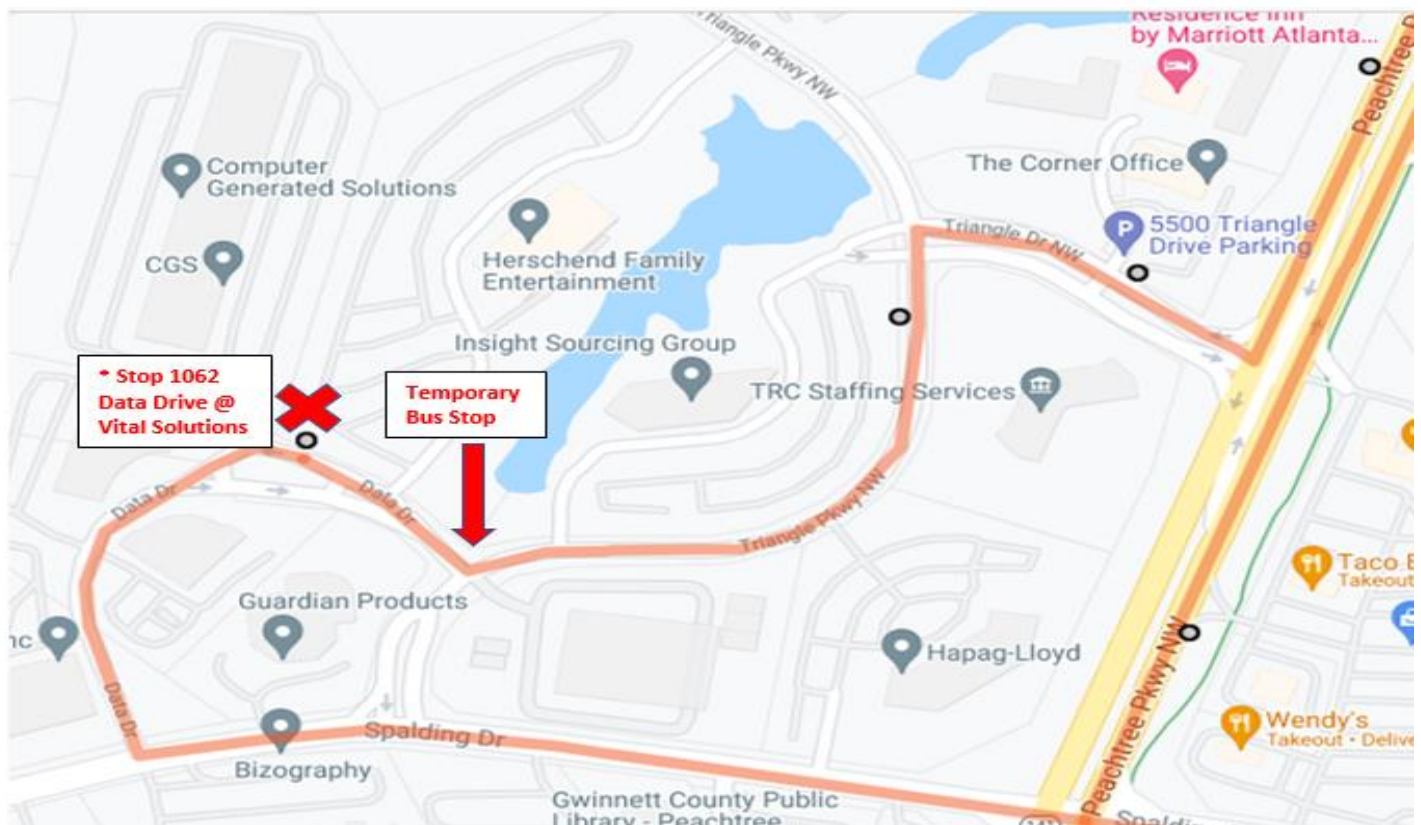 Triangle Pkwy NW
Residence Inn
by Marriott Atlanta...
Peachtree
The Corner Office
Computer
Generated Solutions
5500 Triangle
Drive Parking
P
Triangle Dr NW
Herschend Family
Entertainment
CGS
Insight Sourcing Group
* Stop 1062
Data Drive @
Vital Solutions
Temporary
Bus Stop
TRC Staffing Services
Data Dr
Data Dr
Triangle Pkwy NW
Taco
Takeout
Guardian Products
nc
Hapag-Lloyd
Data Dr
Peachtree Pkwy NW
Wendy's
Takeout · Delive
Spalding Dr
Bizography
Gwinnett County Public
Library - Peachtree
141
Spalding